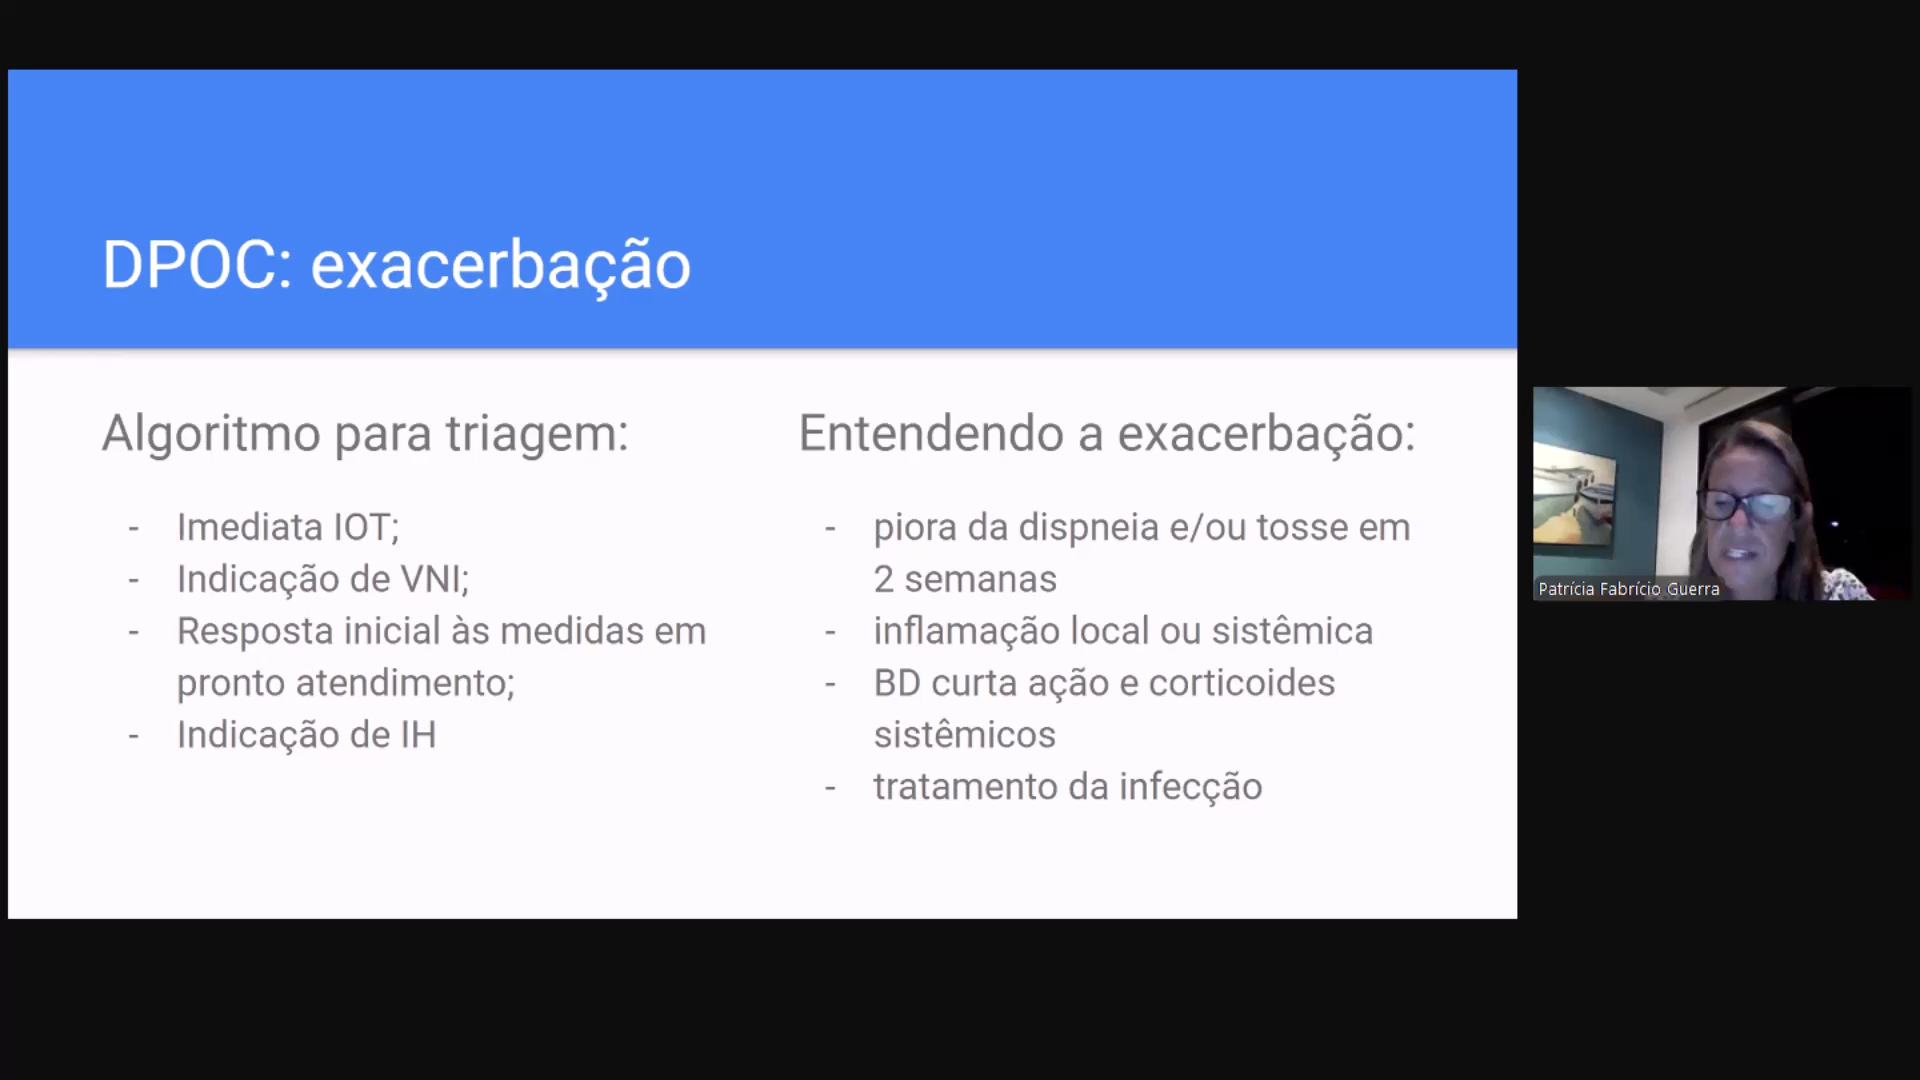 DPOC: exacerbação
Algoritmo para triagem:
- Imediata IOT;
- Indicação de VNI;
- Resposta inicial às medidas em
pronto atendimento;
- Indicação de IH
Entendendo a exacerbação:
- piora da dispneia e/ou tosse em
2 semanas
- inflamação local ou sistêmica
- BD curta ação e corticoides
sistêmicos
- tratamento da infecção
Patrícia Fabrício Guerra